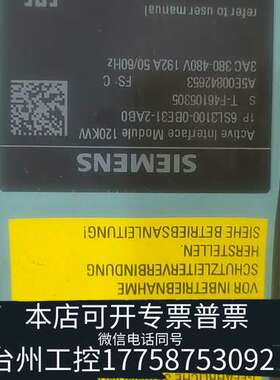 VOR INBETRIEBNAHME
SCHUTZLEITERVERBINDUNG
HERSTELLEN.
SIEHE BETRIEBSANLEITUNG!
SIEMENS
Active Interface Module 120KW
1P 6SL3100-0BE31-2AB0
S T-F46105305
A5E00842653 FS: C
3AC 380-480V 192A 50/60Hz
refer to user manual
本店可开专票普票
微信电话同号
台州工控17758753092